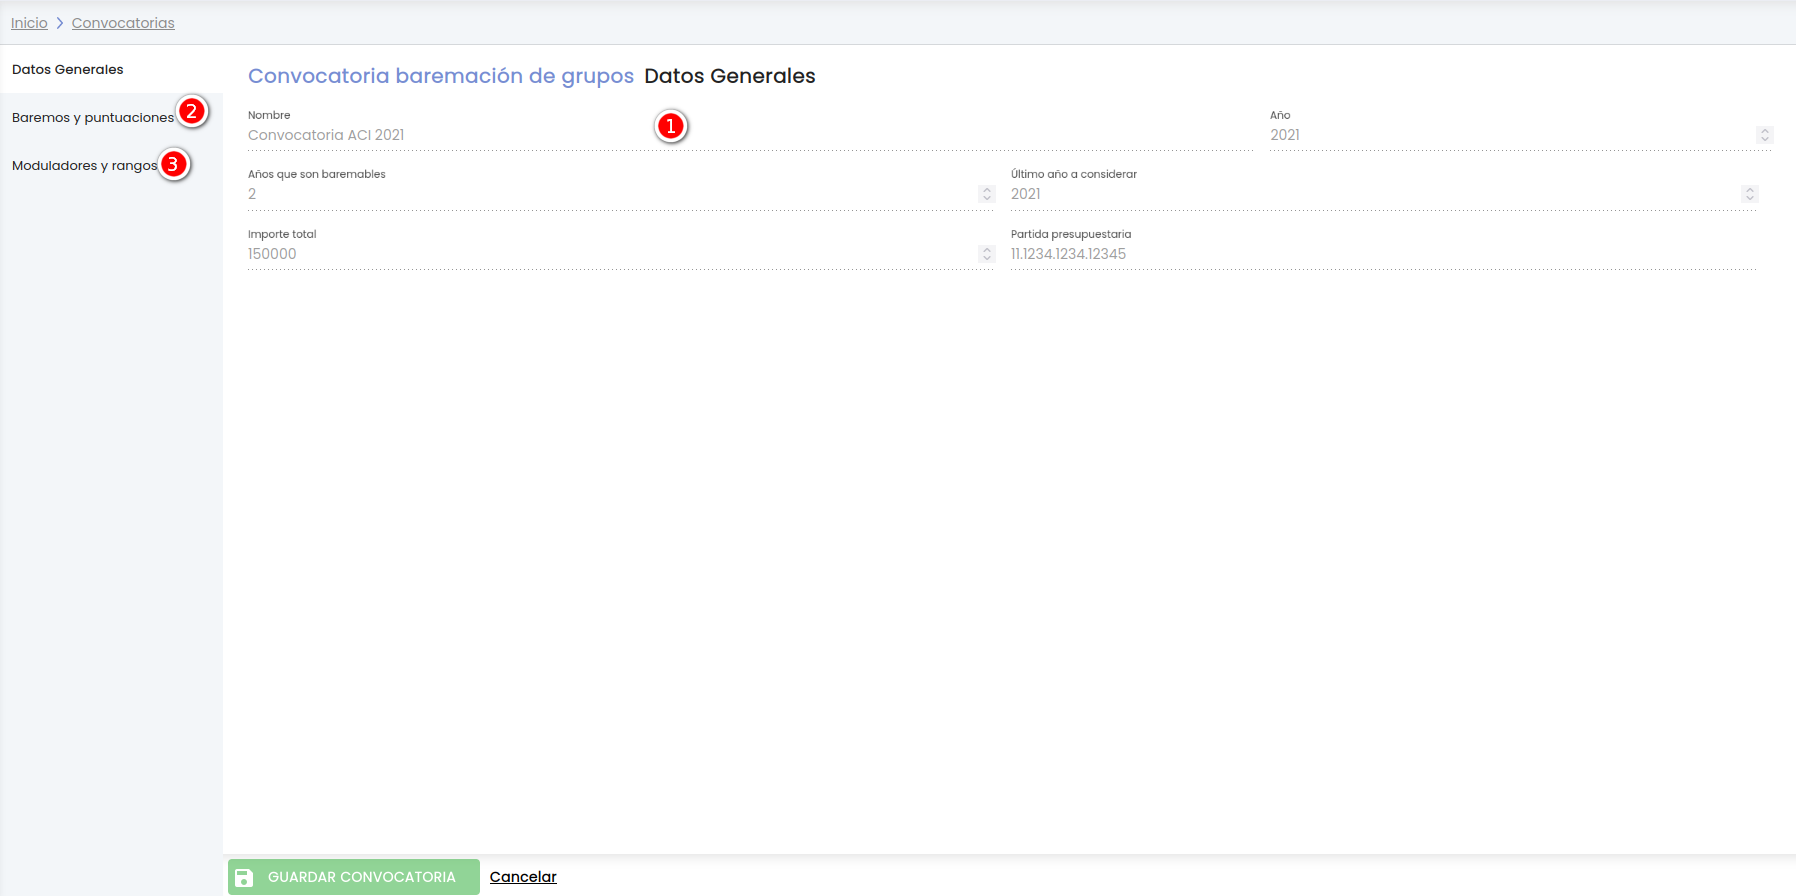 Inicio > Convocatorias
Datos Generales
Baremos y puntuaciones 2
Moduladores y rangos 3
Convocatoria baremación de grupos Datos Generales
Nombre Año
Convocatoria ACI 2021 1 2021
Años que son baremables Último año a considerar
2 2021
Importe total Partida presupuestaria
150000 11.1234.1234.12345
GUARDAR CONVOCATORIA Cancelar